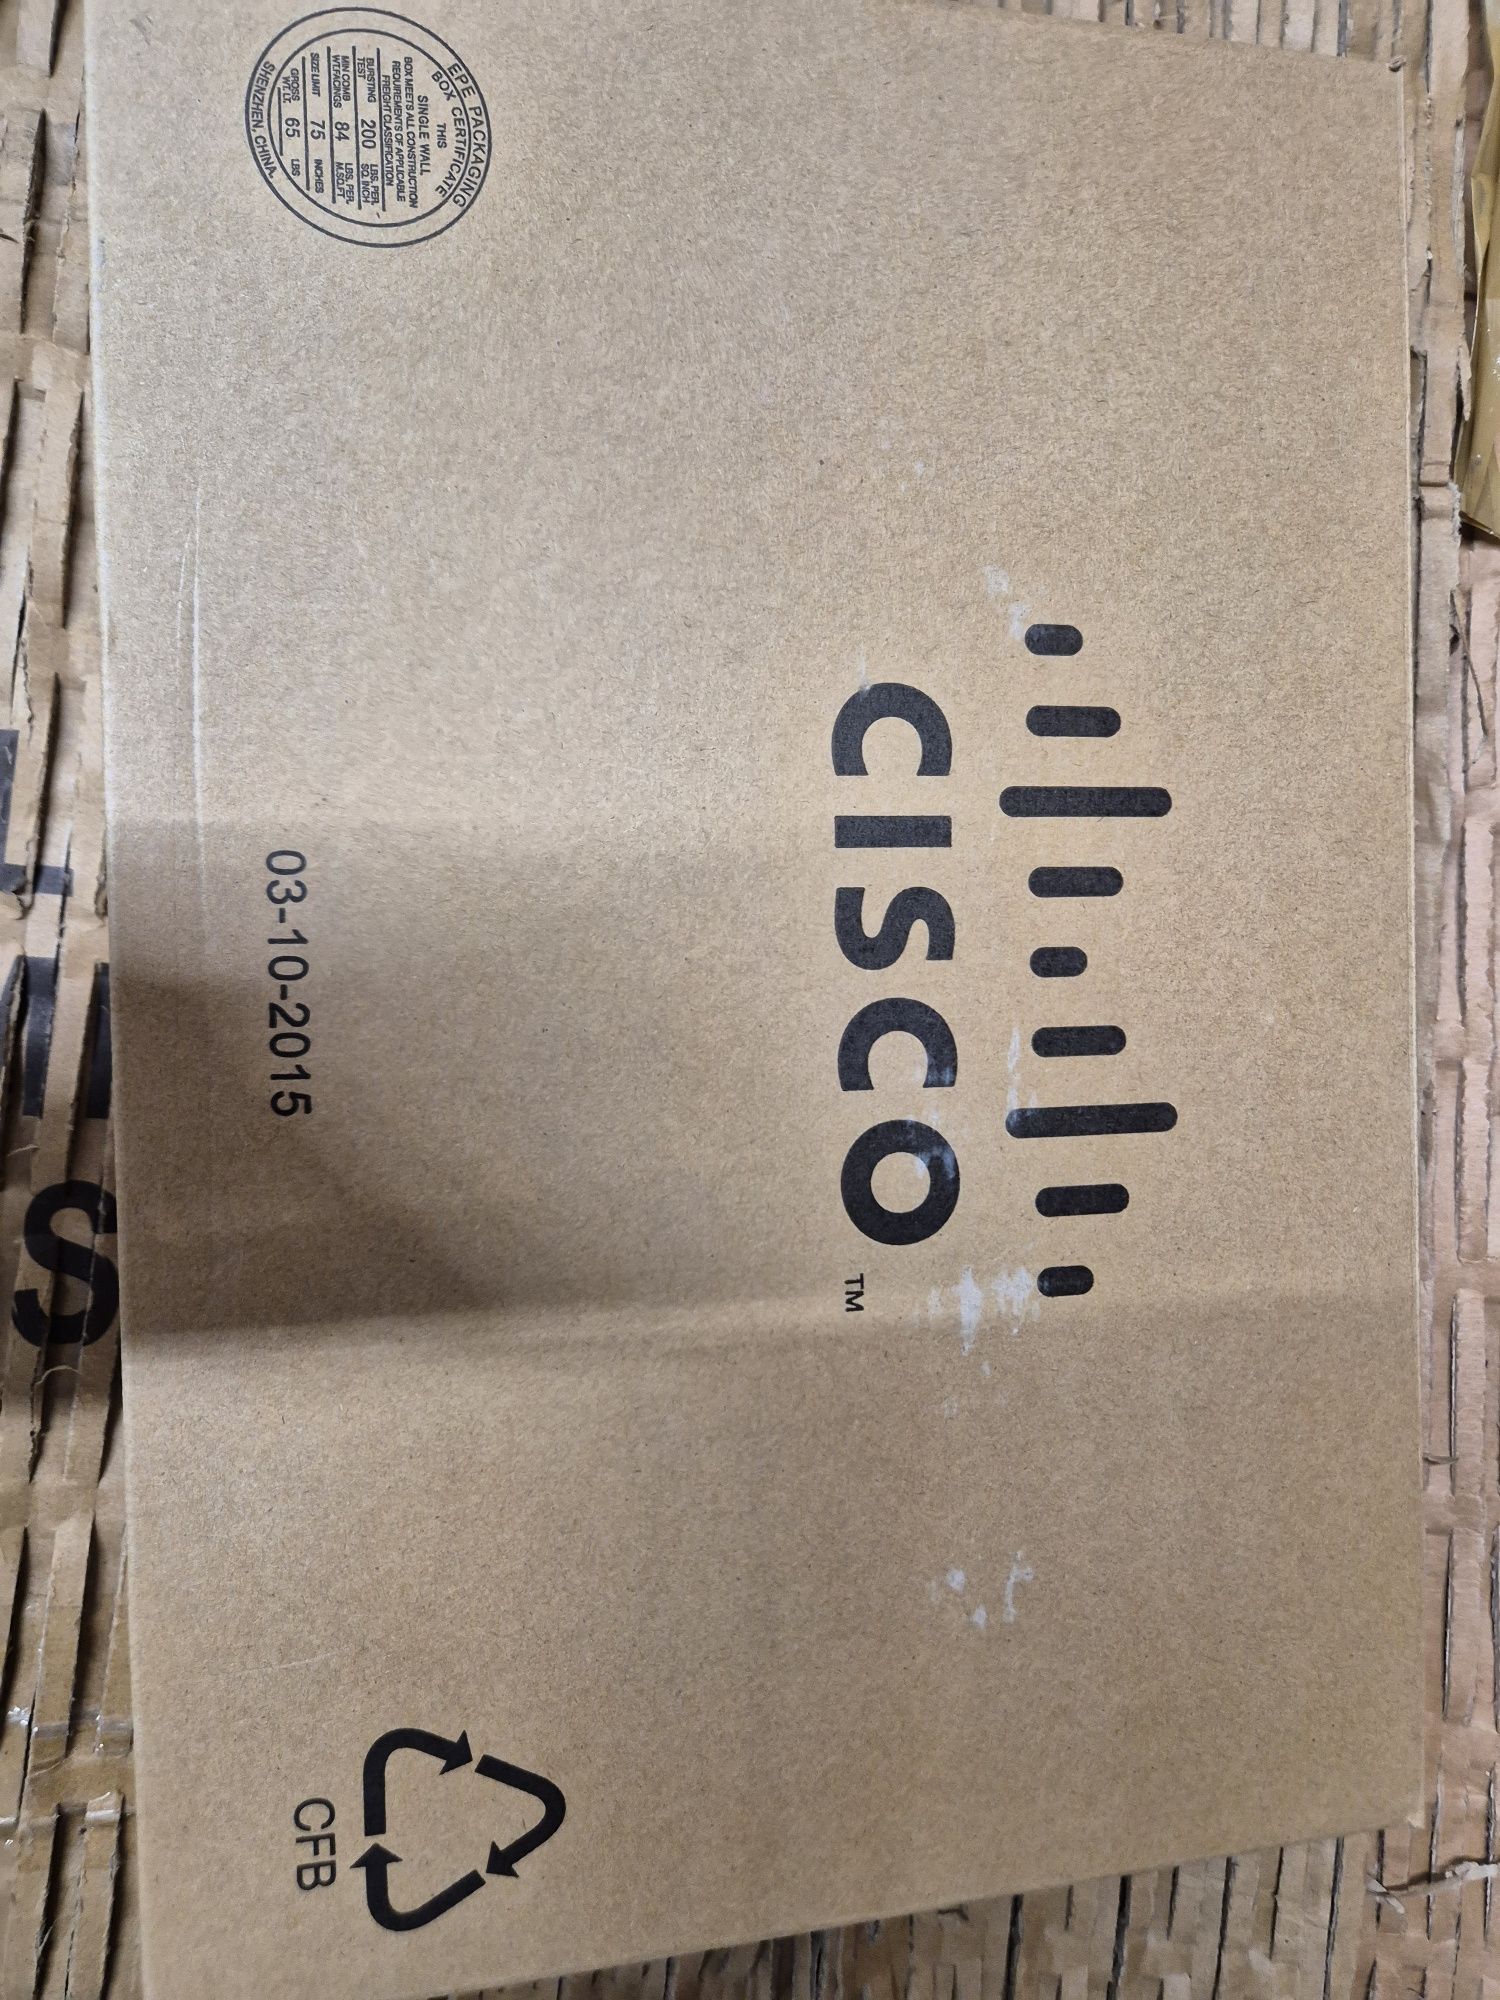 CISCO
TM
03-10-2015
EPE PACKAGING
BOX CERTIFICATE
THIS
SINGLE WALL
BOX MEETS ALL CONSTRUCTION
REQUIREMENTS OF APPLICABLE
FREIGHT CLASSIFICATION
BURSTING TEST 200 LBS. PER. SQ. INCH
MIN COMB WT.FACINGS 84 LBS. PER. M.SQ.FT
SIZE LIMIT 75 INCHES
GROSS WT. LT. 65 LBS
SHENZHEN, CHINA.
CFB
S